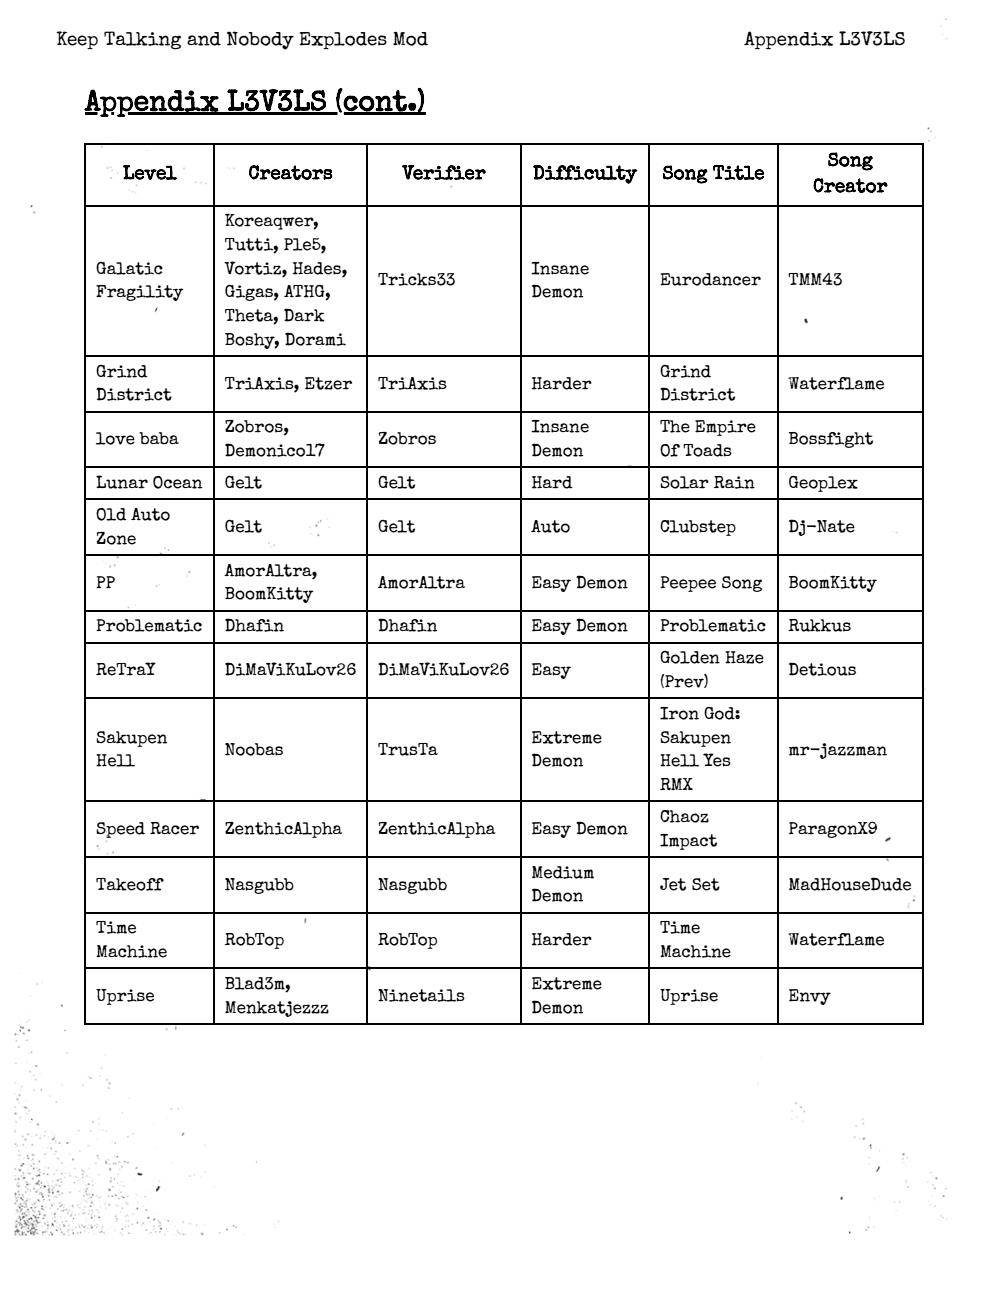 Keep Talking and Nobody Explodes Mod
Appendix L3V3LS
Appendix L3V3LS (cont.)
Level
Creators
Verifier
Difficulty
Song Title
Song
Creator
Galatic
Fragility
Koreaqwer,
Tutti, Ple5,
Vortiz, Hades,
Gigas, ATHG,
Theta, Dark
Boshy, Dorami
Tricks33
Insane
Demon
Eurodancer
TMM43
Grind
District
TriAxis, Etzer
TriAxis
Harder
Grind
District
Waterflame
love baba
Zobros,
Demonico17
Zobros
Insane
Demon
The Empire
Of Toads
Bossfight
Lunar Ocean
Gelt
Gelt
Hard
Solar Rain
Geoplex
Old Auto
Zone
Gelt
Gelt
Auto
Clubstep
Dj-Nate
PP
AmorAltra,
BoomKitty
AmorAltra
Easy Demon
Peepee Song
BoomKitty
Problematic
Dhafin
Dhafin
Easy Demon
Problematic
Rukkus
ReTraY
DiMaViKuLov26
DiMaViKuLov26
Easy
Golden Haze
(Prev)
Detious
Sakupen
Hell
Noobas
TrusTa
Extreme
Demon
Iron God:
Sakupen
Hell Yes
RMX
mr-jazzman
Speed Racer
ZenthicAlpha
ZenthicAlpha
Easy Demon
Chaoz
Impact
ParagonX9
Takeoff
Nasgubb
Nasgubb
Medium
Demon
Jet Set
MadHouseDude
Time
Machine
RobTop
RobTop
Harder
Time
Machine
Waterflame
Uprise
Blad3m,
Menkatjezzz
Ninetails
Extreme
Demon
Uprise
Envy